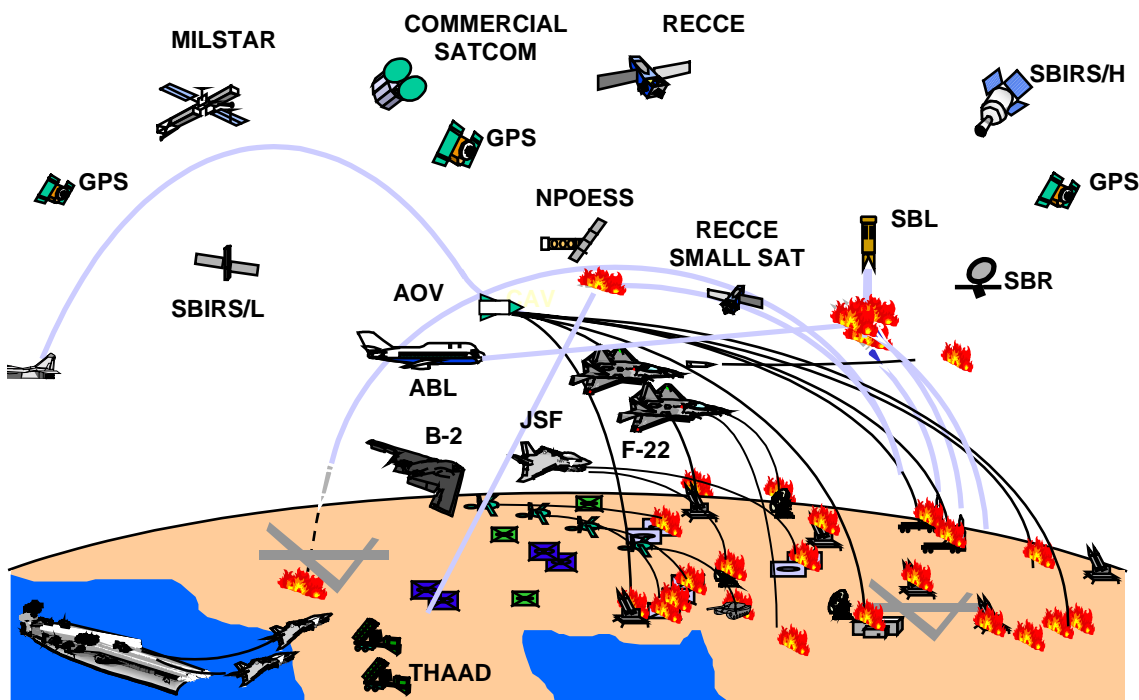 MILSTAR
COMMERCIAL
SATCOM
RECCE
SBIRS/H
GPS
GPS
GPS
NPOESS
RECCE
SMALL SAT
SBL
SBR
SBIRS/L
AOV
ABL
JSF
B-2
F-22
THAAD